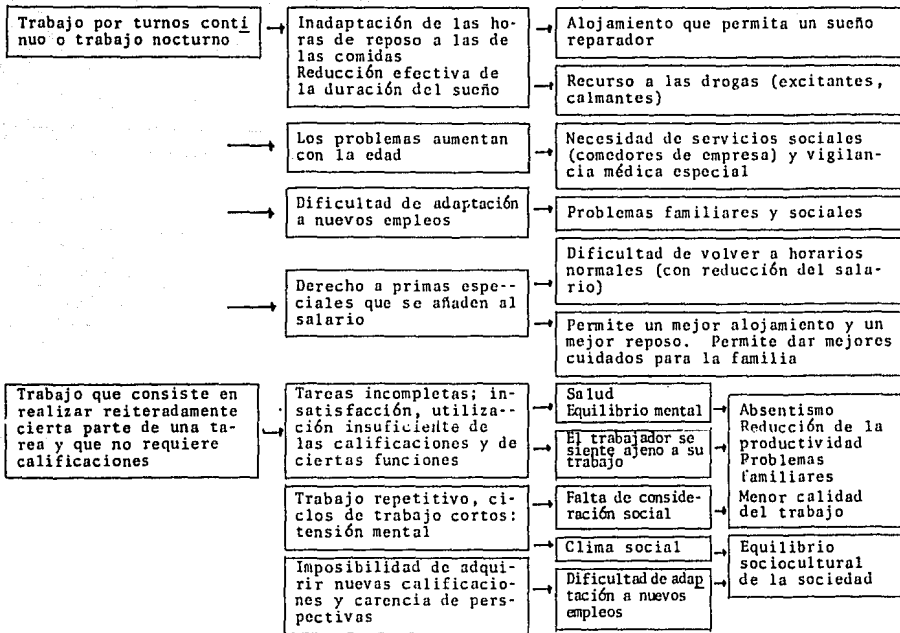 Trabajo por turnos contí
nuo o trabajo nocturno
Inadaptación de las ho-
ras de reposo a las de
las comidas
Reducción efectiva de
la duración del sueño
Alojamiento que permita un sueño
reparador
Recurso a las drogas (excitantes,
calmantes)
Los problemas aumentan
con la edad
Necesidad de servicios sociales
(comedores de empresa) y vigilan-
cia médica especial
Dificultad de adaptación
a nuevos empleos
Problemas familiares y sociales
Derecho a primas espe--
ciales que se añaden al
salario
Dificultad de volver a horarios
normales (con reducción del sala-
rio)
Permite un mejor alojamiento y un
mejor reposo. Permite dar mejores
cuidados para la familia
Trabajo que consiste en
realizar reiteradamente
cierta parte de una ta-
rea y que no requiere
calificaciones
Tareas incompletas; in-
satisfacción, utiliza--
ción insuficiente de
las calificaciones y de
ciertas funciones
Salud
Equilibrio mental
El trabajador se
siente ajeno a su
trabajo
Absentismo
Reducción de la
productividad
Problemas
familiares
Menor calidad
del trabajo
Trabajo repetitivo, ci-
clos de trabajo cortos:
tensión mental
Falta de conside-
ración social
Clima social
Equilibrio
sociocultural
de la sociedad
Imposibilidad de adqui-
rir nuevas calificacio-
nes y carencia de pers-
pectivas
Dificultad de adap
tación a nuevos
empleos